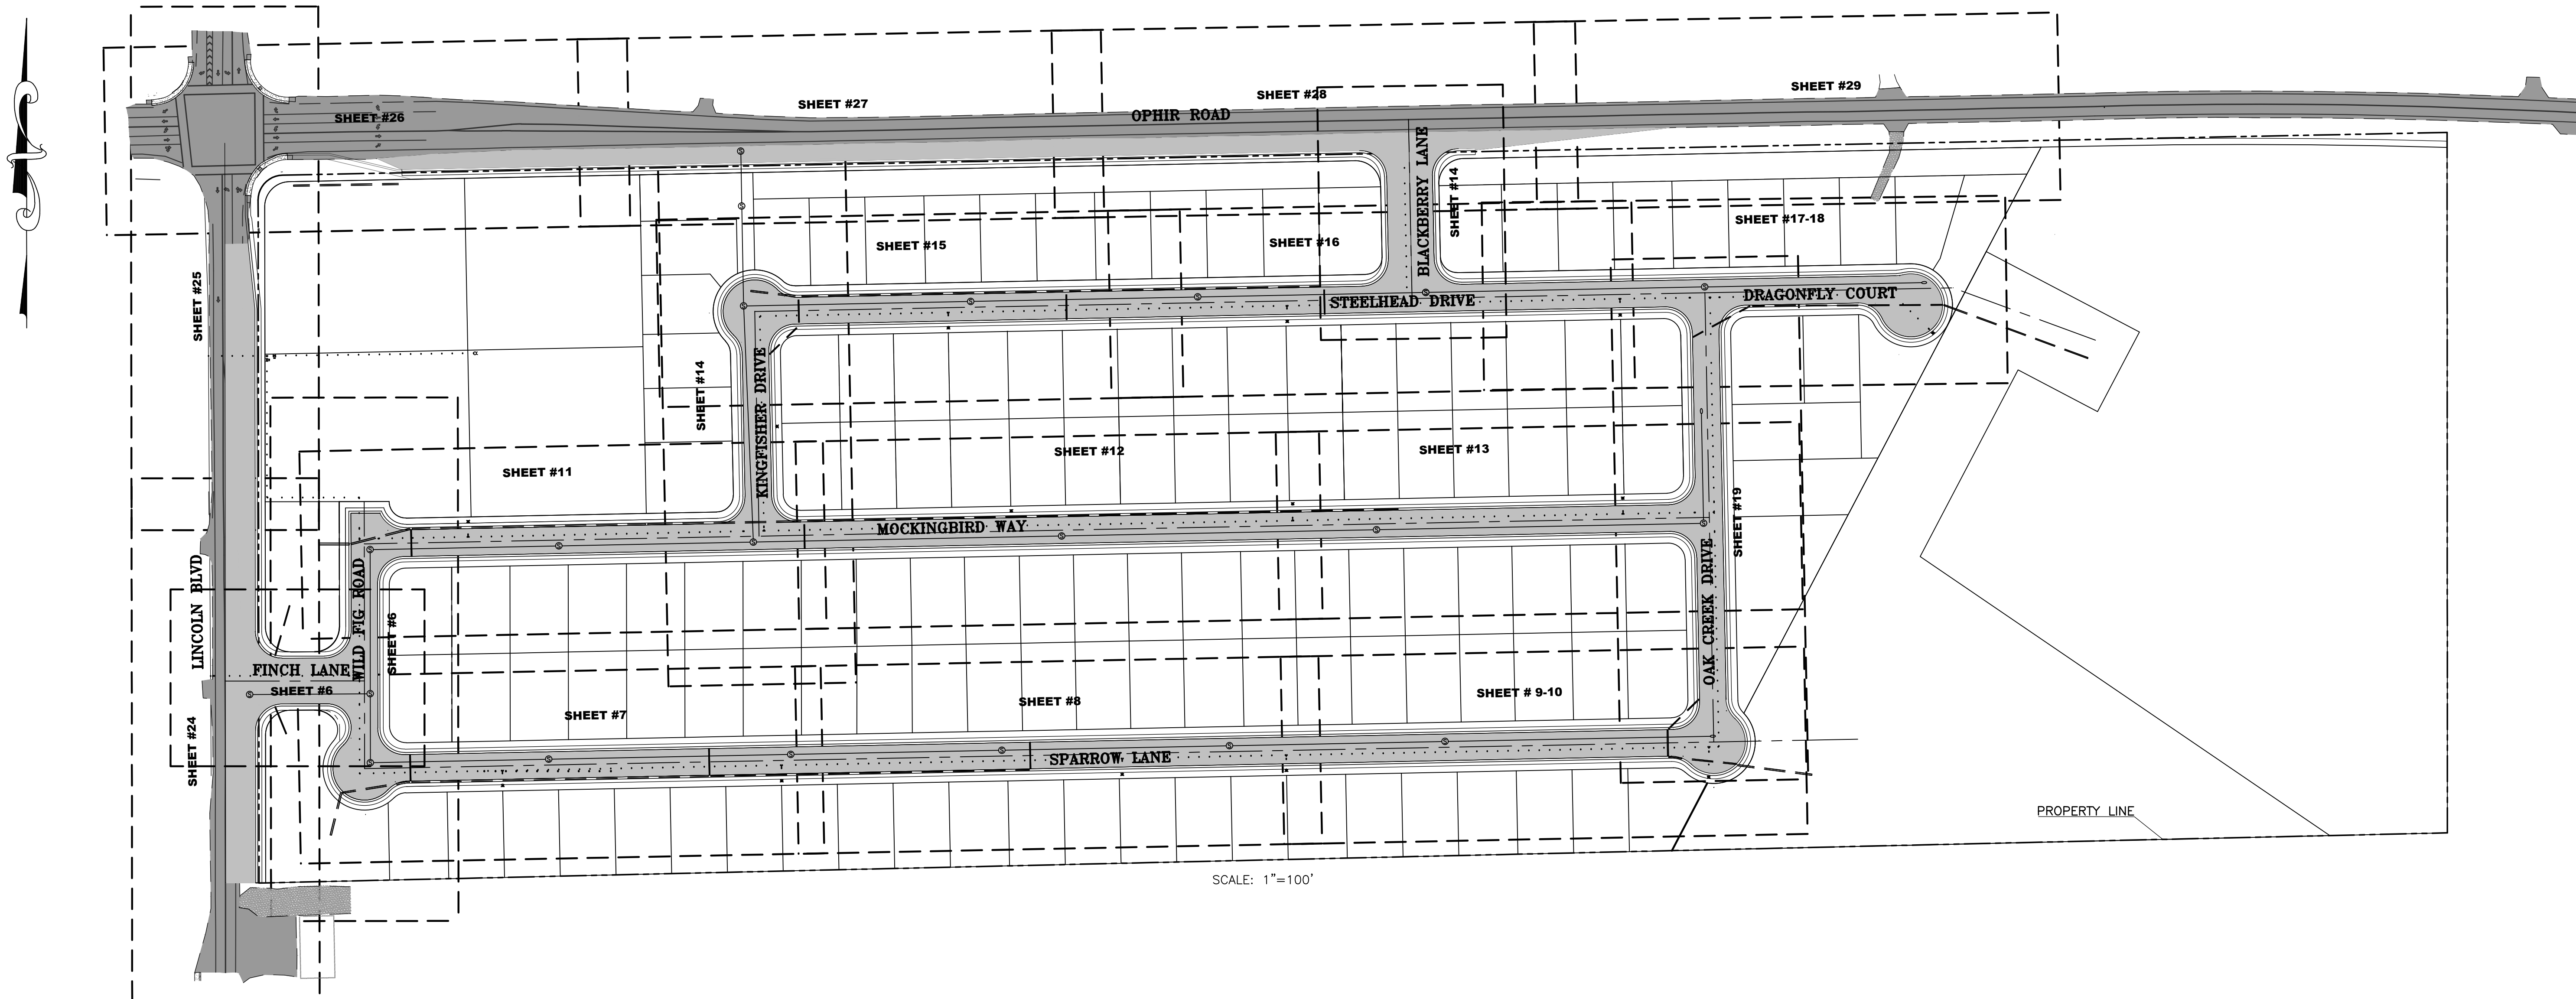 SHEET #29
SHEET #28
SHEET #27
OPHIR ROAD
SHEET #26
BLACKBERRY LANE
SHEET #14
SHEET #17-18
SHEET #15
SHEET #16
SHEET #25
DRAGONFLY COURT
STEELHEAD DRIVE
KINGFISHER DRIVE
SHEET #14
SHEET #13
SHEET #12
SHEET #11
MOCKINGBIRD WAY
SHEET #19
OAK CREEK DRIVE
LINCOLN BLVD
WILD FIG ROAD
SHEET #6
FINCH LANE
SHEET #6
SHEET # 9-10
SHEET #8
SHEET #7
SHEET #24
SPARROW LANE
PROPERTY LINE
SCALE: 1"=100'